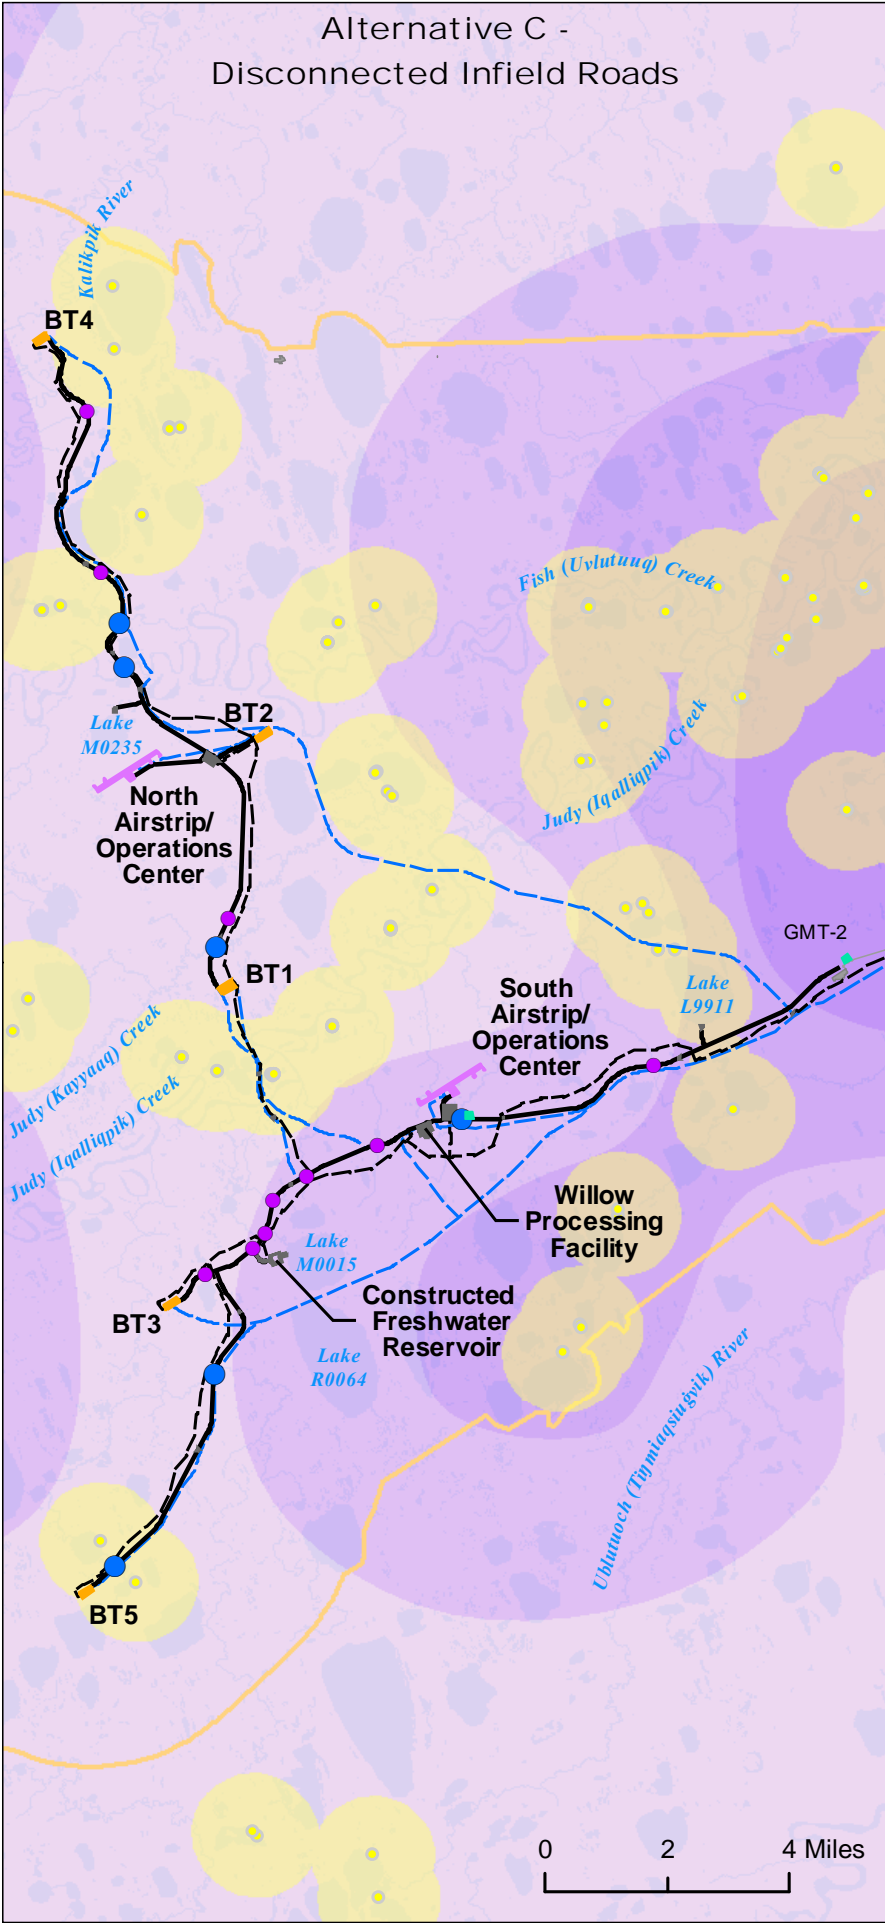 Alternative C -
Disconnected Infield Roads
Kalikpik River
BT4
Fish (Uvlutuuq) Creek
BT2
Lake
M0235
Judy (Iqalliqpik) Creek
North
Airstrip/
Operations
Center
GMT-2
BT1
South
Airstrip/
Operations
Center
Lake
L9911
Judy (Kayyaaq) Creek
Judy (Iqalliqpik) Creek
Willow
Processing
Facility
Lake
M0015
Constructed
Freshwater
Reservoir
BT3
Lake
R0064
Ublutuoch (Tiŋmiaqsiuġvik) River
BT5
0 2 4 Miles